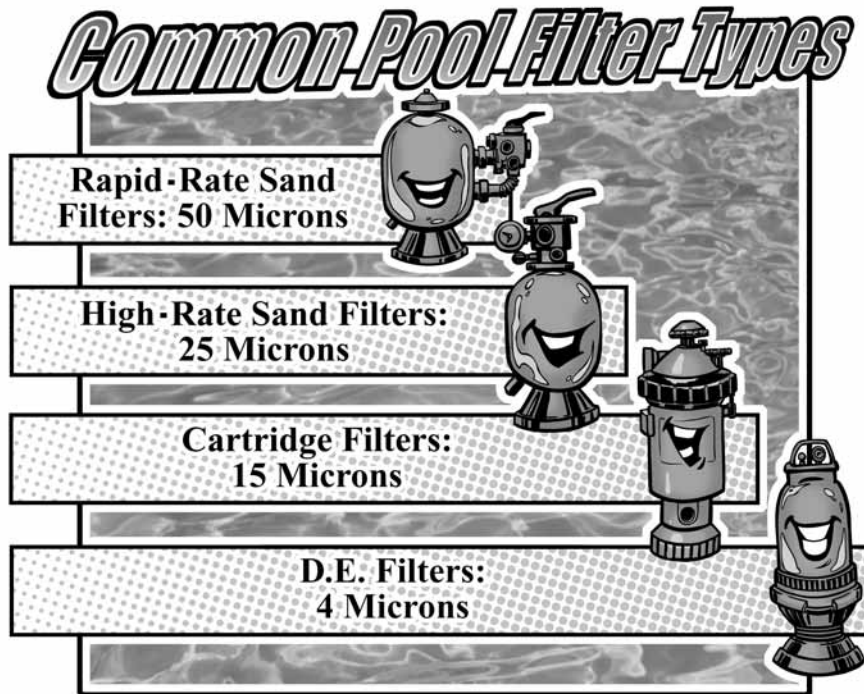 Common Pool Filter Types
Rapid-Rate Sand
Filters: 50 Microns
High-Rate Sand Filters:
25 Microns
Cartridge Filters:
15 Microns
D.E. Filters:
4 Microns